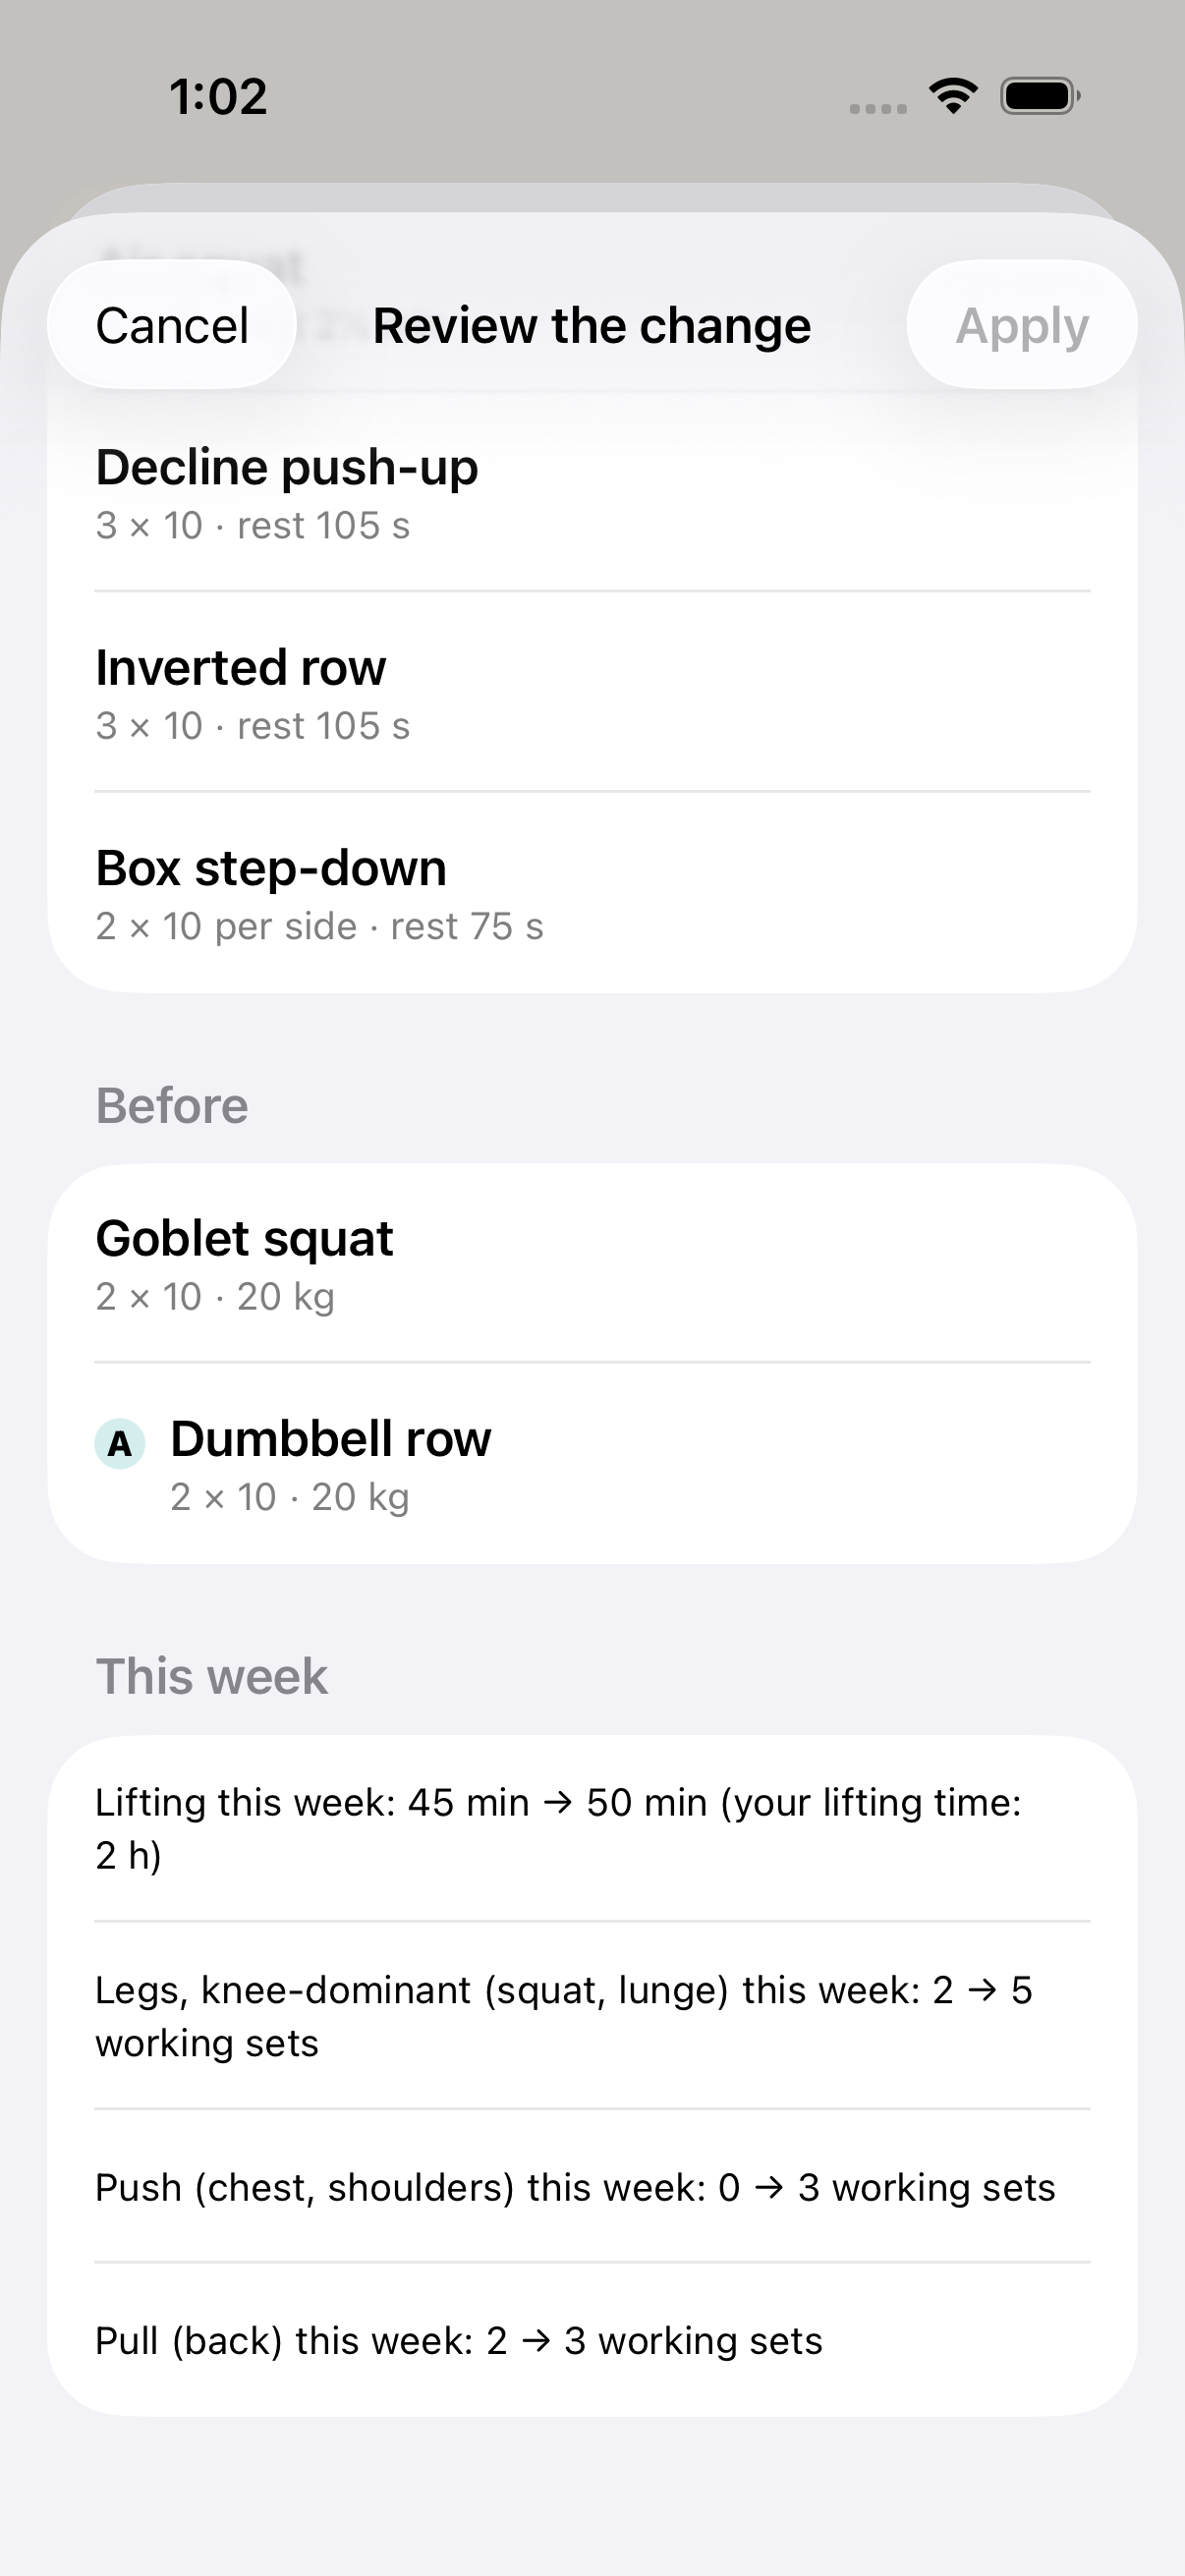 1:02
Cancel
Review the change
Apply
Decline push-up
3 × 10 · rest 105 s
Inverted row
3 × 10 · rest 105 s
Box step-down
2 × 10 per side · rest 75 s
Before
Goblet squat
2 × 10 · 20 kg
A Dumbbell row
2 × 10 · 20 kg
This week
Lifting this week: 45 min → 50 min (your lifting time:
2 h)
Legs, knee-dominant (squat, lunge) this week: 2 → 5
working sets
Push (chest, shoulders) this week: 0 → 3 working sets
Pull (back) this week: 2 → 3 working sets